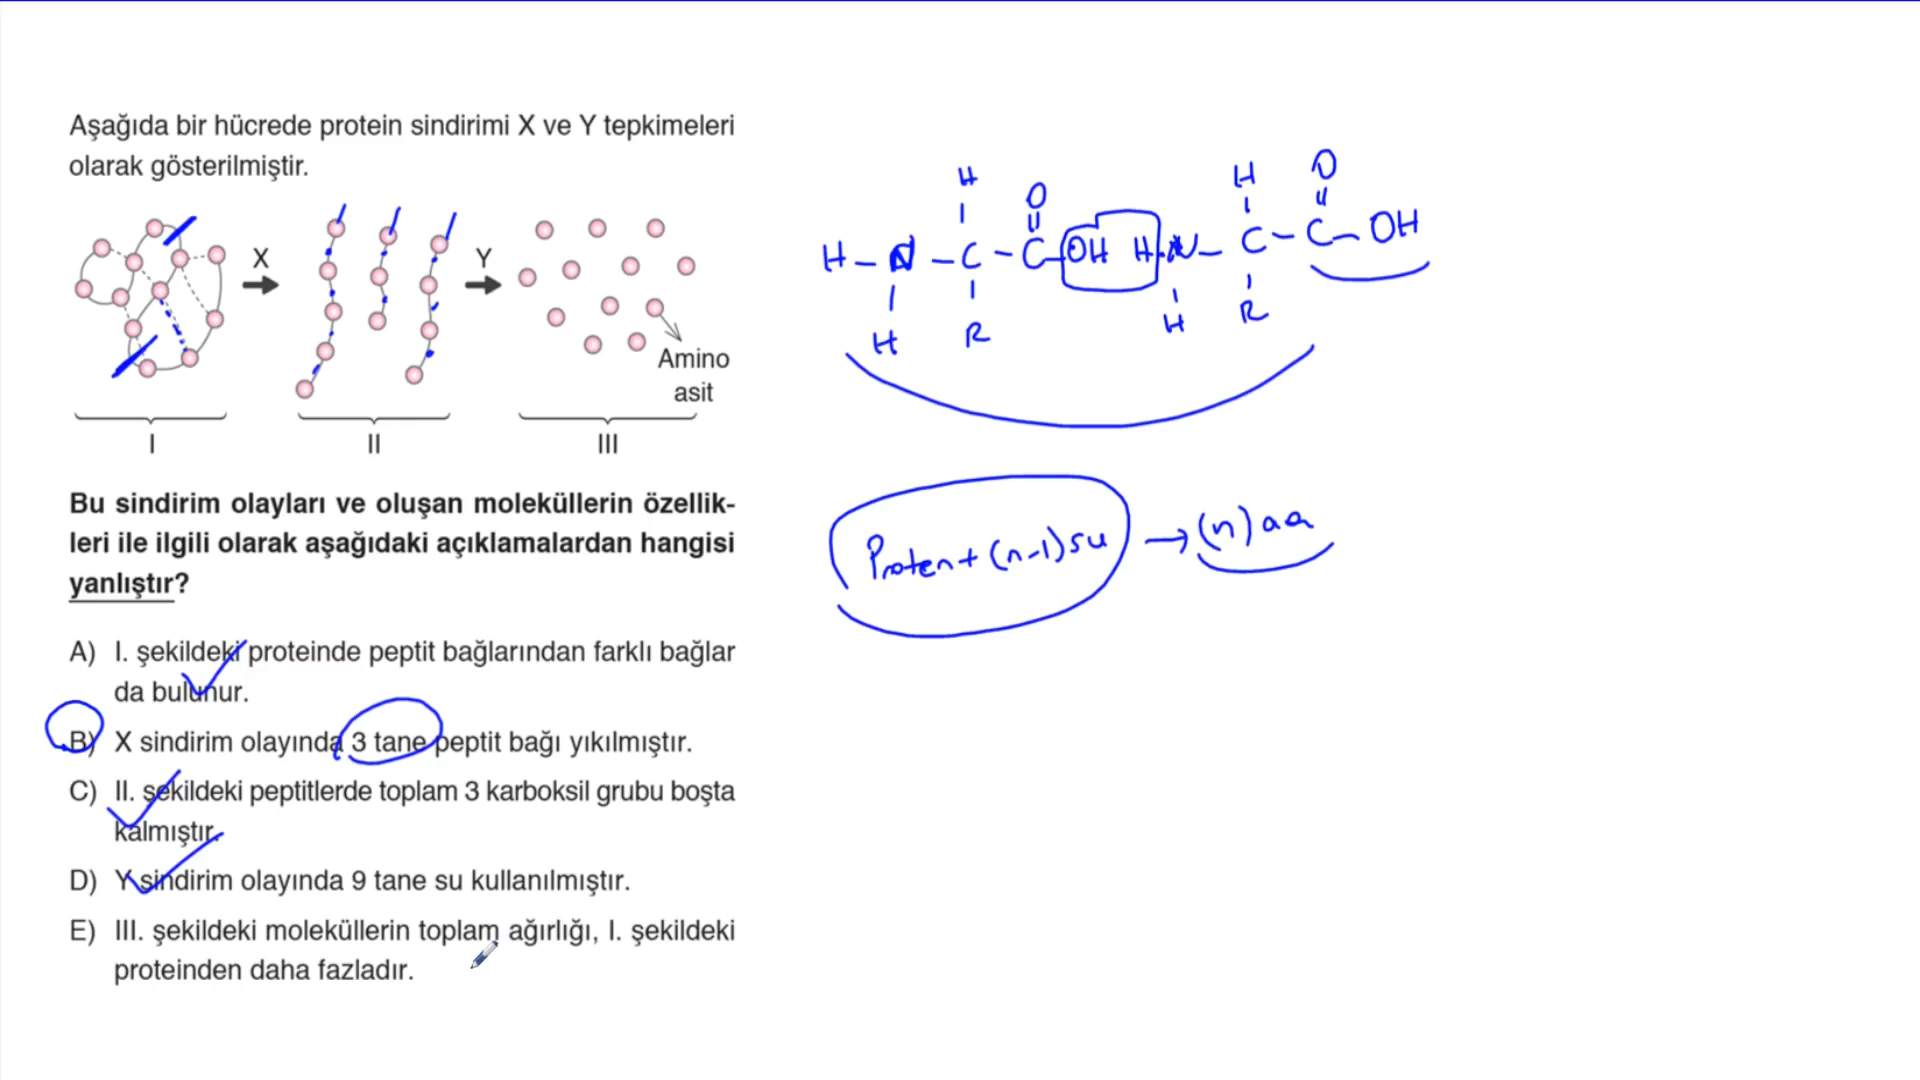 Aşağıda bir hücrede protein sindirimi X ve Y tepkimeleri
olarak gösterilmiştir.
X
Y
Amino
asit
I
II
III
Bu sindirim olayları ve oluşan moleküllerin özellik-
leri ile ilgili olarak aşağıdaki açıklamalardan hangisi
yanlıştır?
A) I. şekildeki proteinde peptit bağlarından farklı bağlar
da bulunur.
B) X sindirim olayında 3 tane peptit bağı yıkılmıştır.
C) II. şekildeki peptitlerde toplam 3 karboksil grubu boşta
kalmıştır.
D) Y sindirim olayında 9 tane su kullanılmıştır.
E) III. şekildeki moleküllerin toplam ağırlığı, I. şekildeki
proteinden daha fazladır.
H O H O
H - N - C - C - OH H - N - C - C - OH
H R H R
Proten + (n-1) su → (n) aa